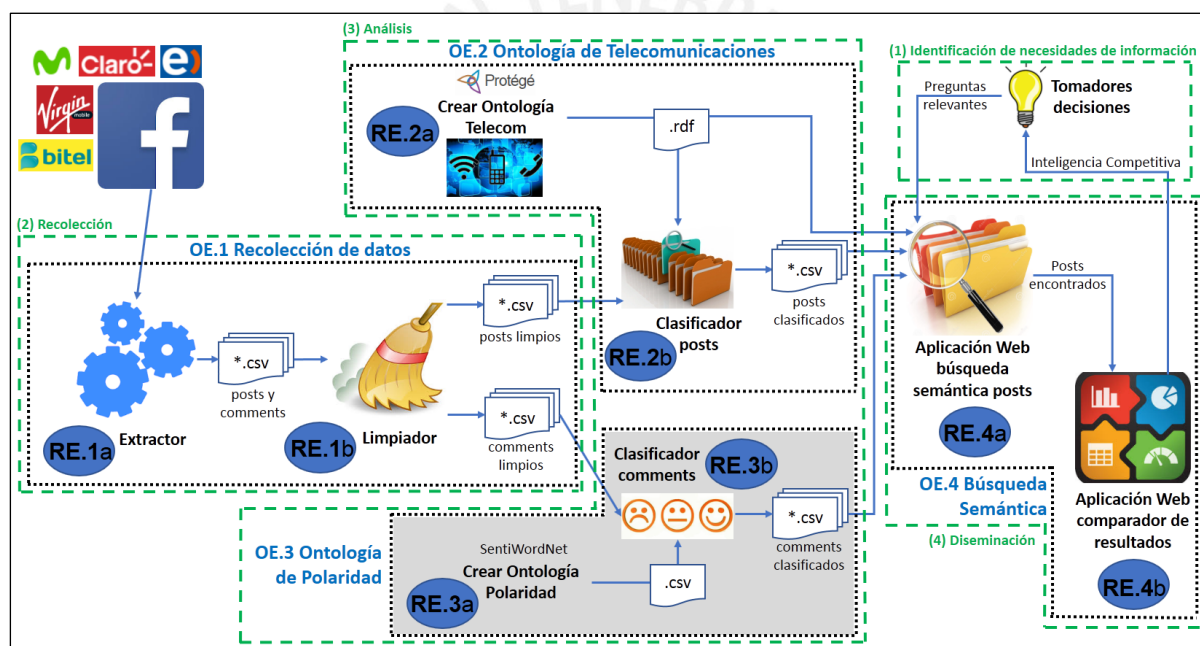 (3) Análisis
OE.2 Ontología de Telecomunicaciones
protégé
Crear Ontología
Telecom
RE.2a
.rdf
Clasificador
posts
RE.2b
*.csv
posts
clasificados
(1) Identificación de necesidades de información
Preguntas
relevantes
Tomadores
decisiones
Inteligencia Competitiva
Claro
Virgin
mobile
bitel
f
(2) Recolección
OE.1 Recolección de datos
*.csv
posts y
comments
Extractor
RE.1a
Limpiador
RE.1b
*.csv
posts limpios
*.csv
comments
limpios
OE.3 Ontología
de Polaridad
Clasificador
comments
RE.3b
SentiWordNet
Crear Ontología
Polaridad
RE.3a
.csv
*.csv
comments
clasificados
Posts
encontrados
Aplicación Web
búsqueda
semántica posts
RE.4a
OE.4 Búsqueda
Semántica
(4) Diseminación
Aplicación Web
comparador de
resultados
RE.4b